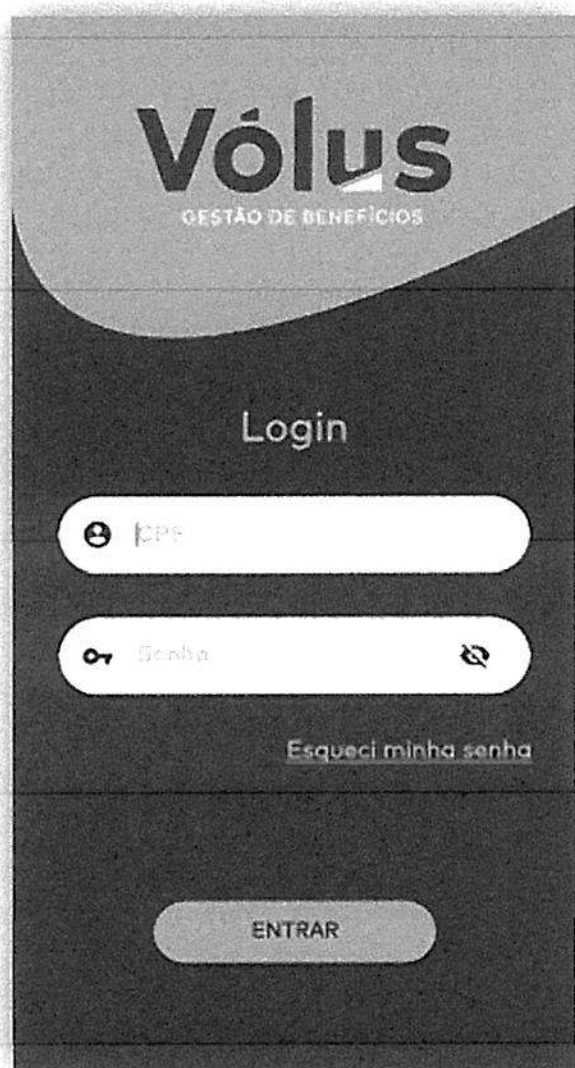 Vólus
GESTÃO DE BENEFÍCIOS
Login
CPF
Senha
Esqueci minha senha
ENTRAR